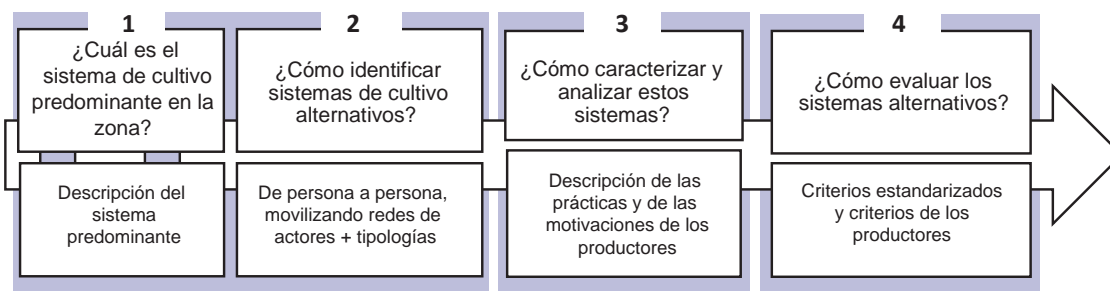 1
¿Cuál es el
sistema de cultivo
predominante en la
zona?
Descripción del
sistema
predominante
2
¿Cómo identificar
sistemas de cultivo
alternativos?
De persona a persona,
movilizando redes de
actores + tipologías
3
¿Cómo caracterizar y
analizar estos
sistemas?
Descripción de las
prácticas y de las
motivaciones de los
productores
4
¿Cómo evaluar los
sistemas alternativos?
Criterios estandarizados
y criterios de los
productores